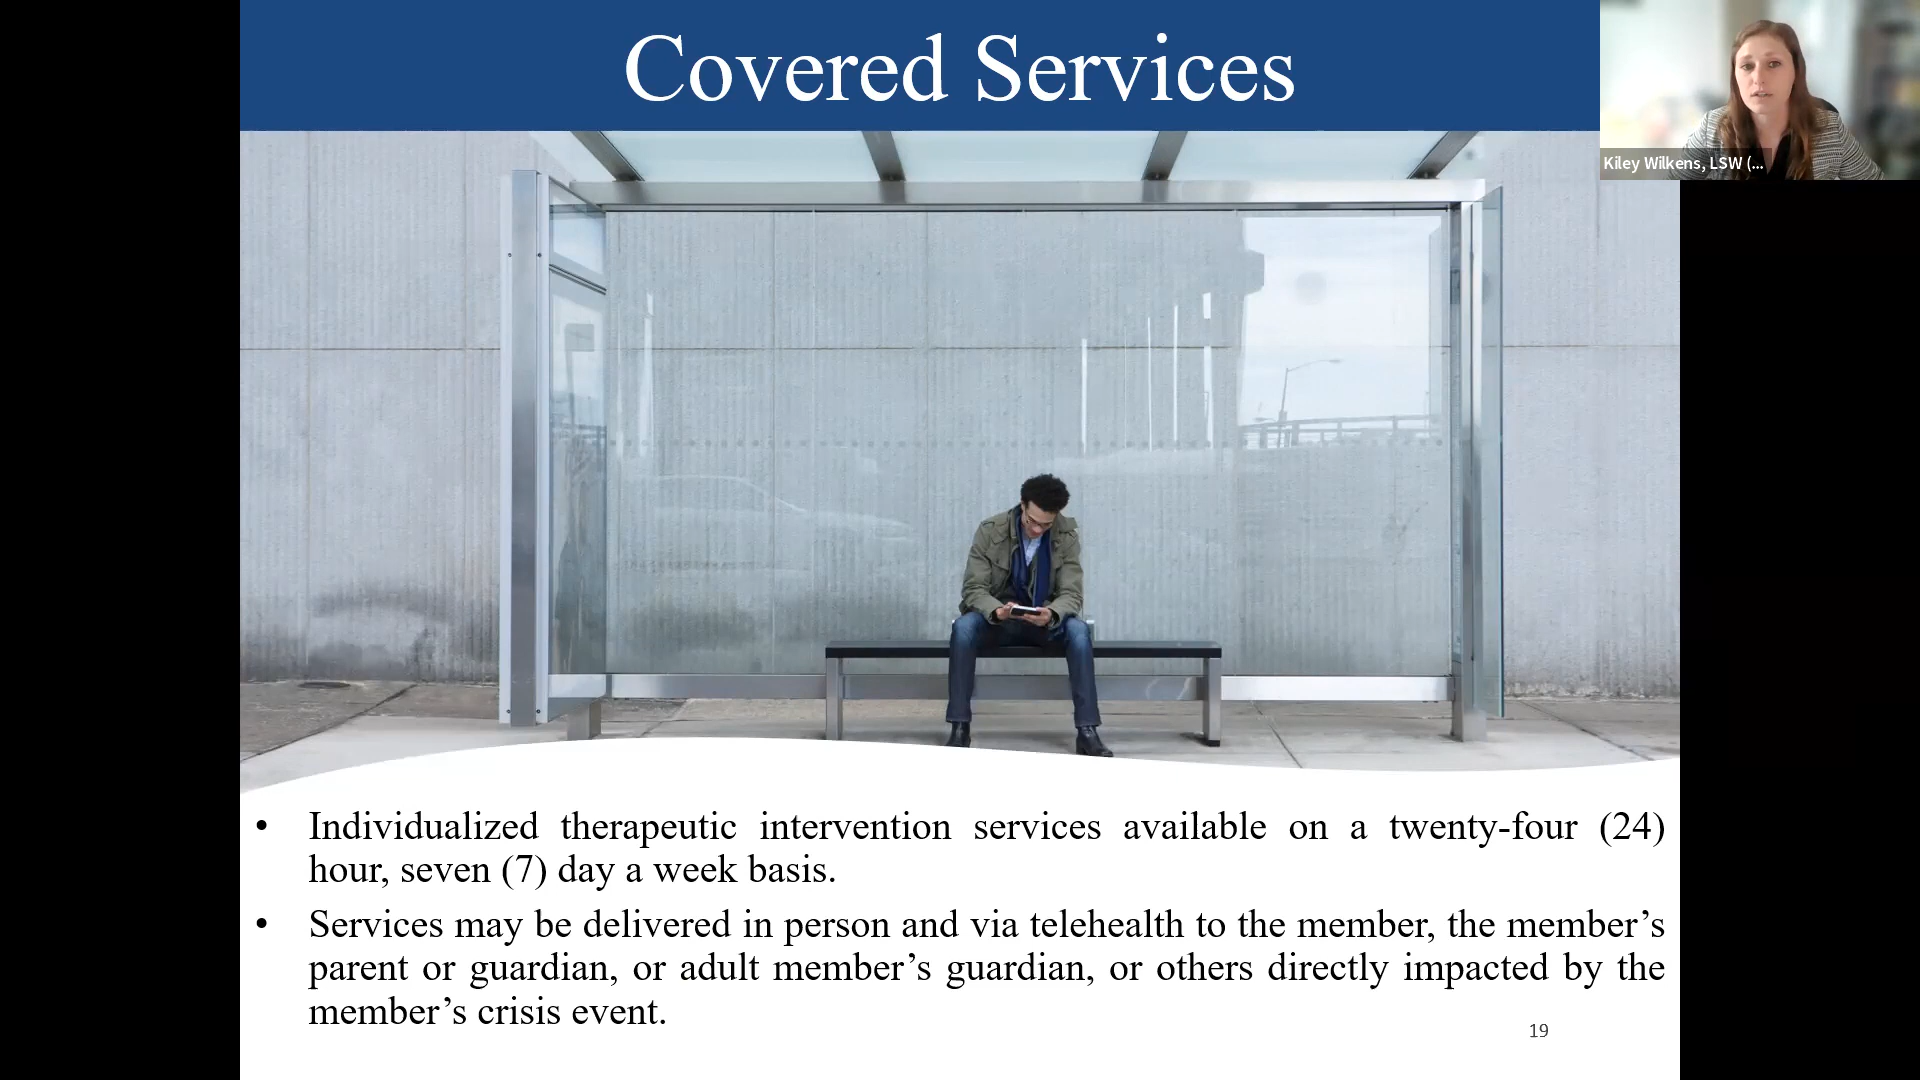 Covered Services
Kiley Wilkens, LSW (...
• Individualized therapeutic intervention services available on a twenty-four (24)
hour, seven (7) day a week basis.
• Services may be delivered in person and via telehealth to the member, the member’s
parent or guardian, or adult member’s guardian, or others directly impacted by the
member’s crisis event.
19